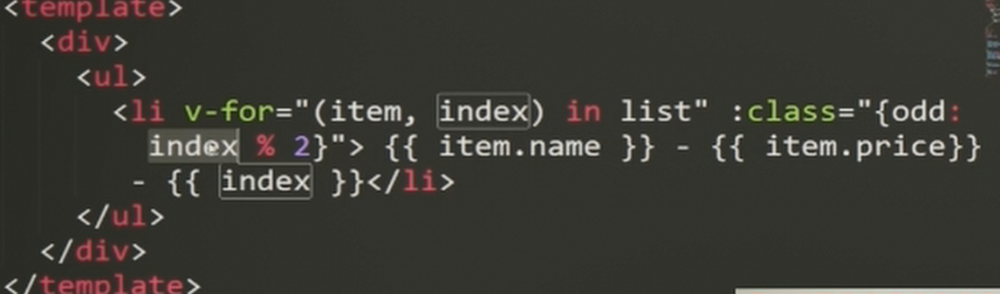 <template>
<div>
<ul>
<li v-for="(item, index) in list" :class="{odd:
index % 2}"> {{ item.name }} - {{ item.price}}
- {{ index }}</li>
</ul>
</div>
</template>